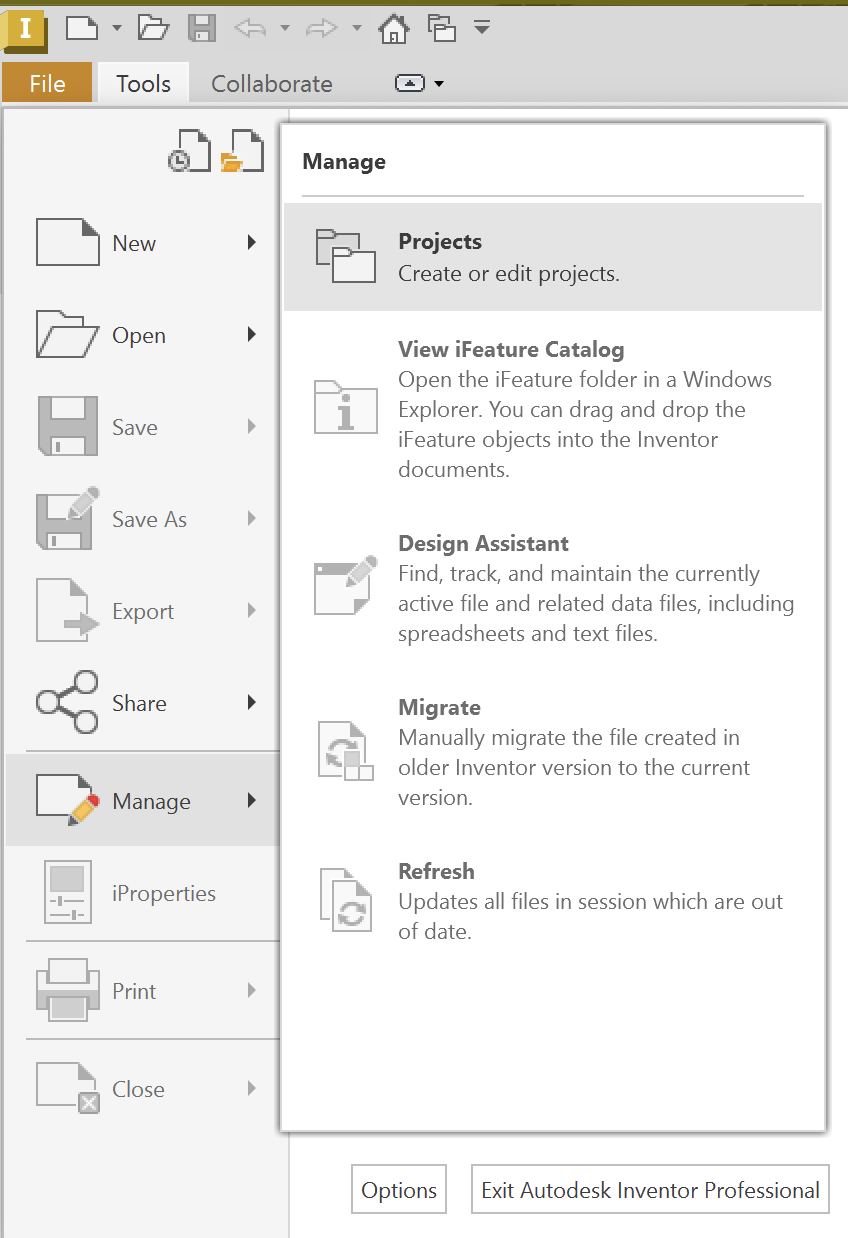 I
File Tools Collaborate
Manage
New
Open
Save
Save As
Export
Share
Manage
iProperties
Print
Close
Projects
Create or edit projects.
View iFeature Catalog
Open the iFeature folder in a Windows
Explorer. You can drag and drop the
iFeature objects into the Inventor
documents.
Design Assistant
Find, track, and maintain the currently
active file and related data files, including
spreadsheets and text files.
Migrate
Manually migrate the file created in
older Inventor version to the current
version.
Refresh
Updates all files in session which are out
of date.
Options Exit Autodesk Inventor Professional